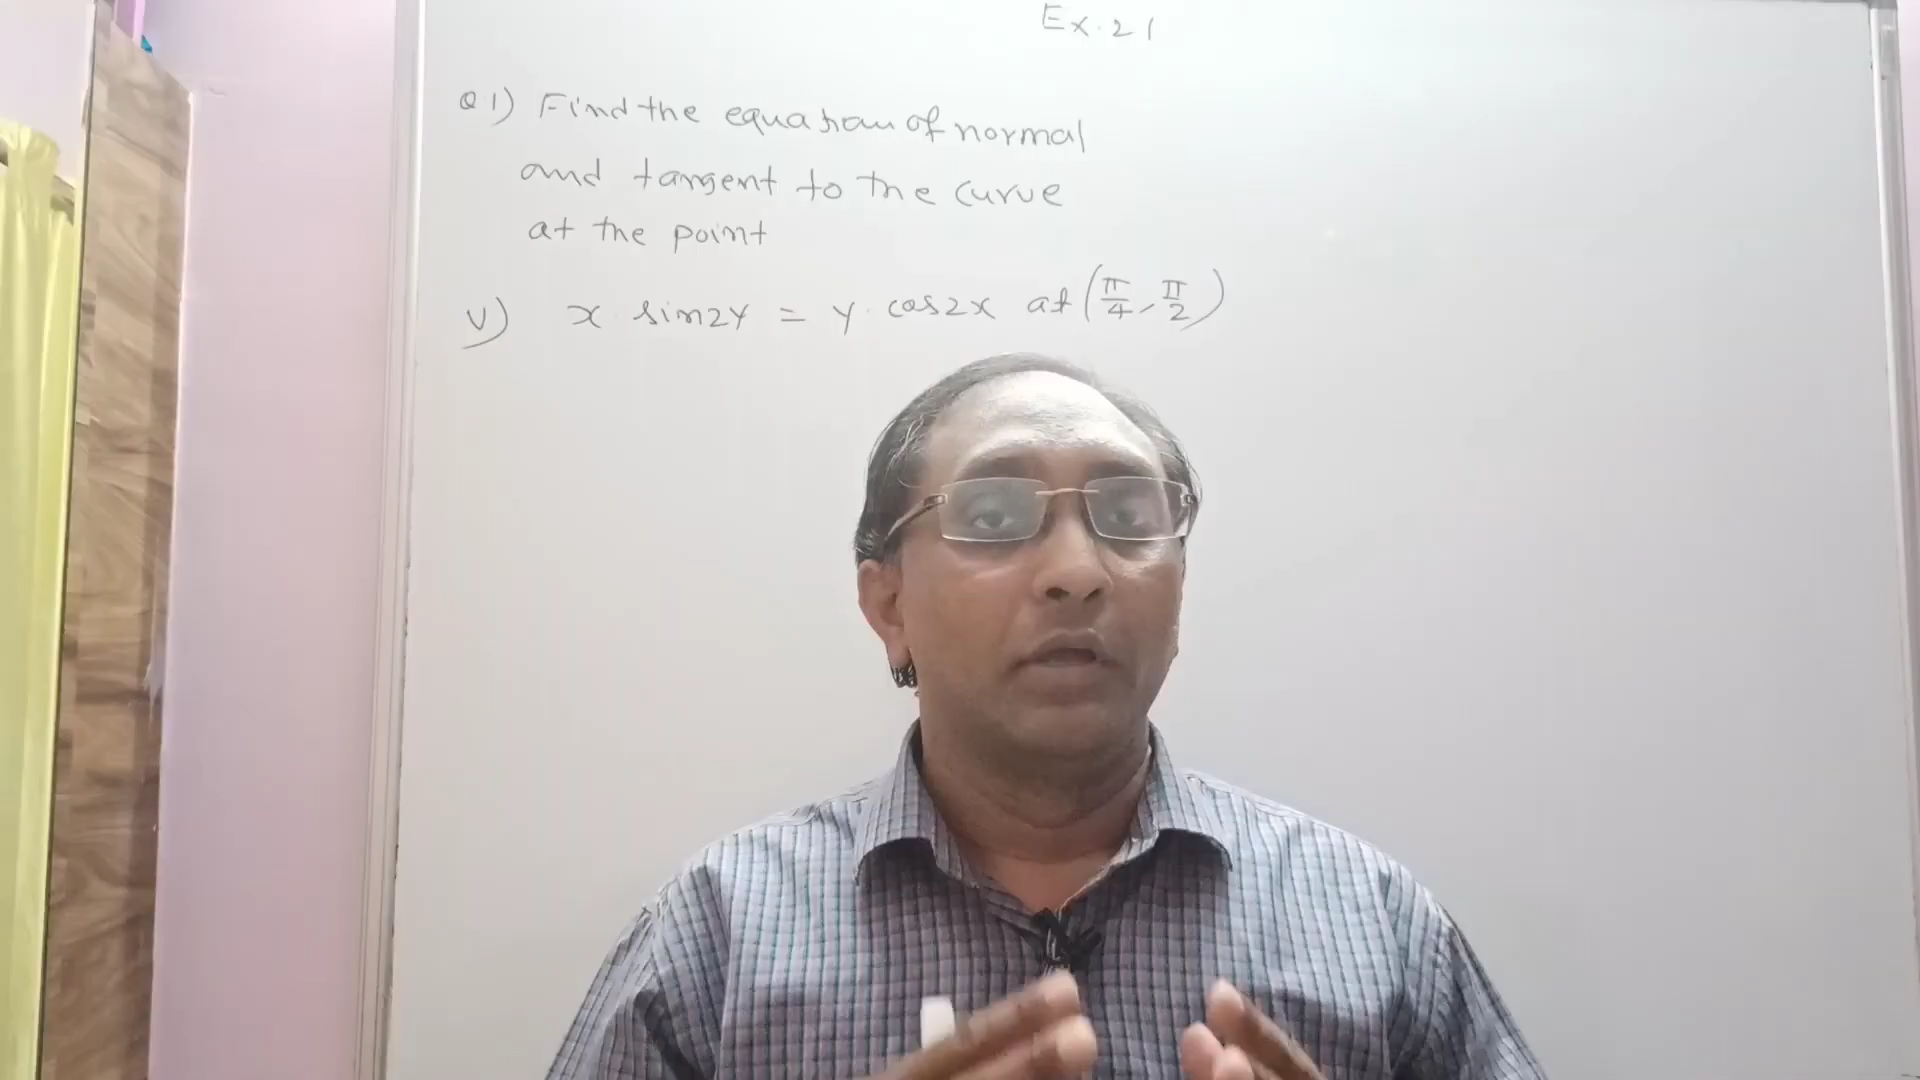 Ex. 21
Q1) Find the equation of normal
and tangent to the curve
at the point
V) x sin2y = y cos2x at (π/4, π/2)